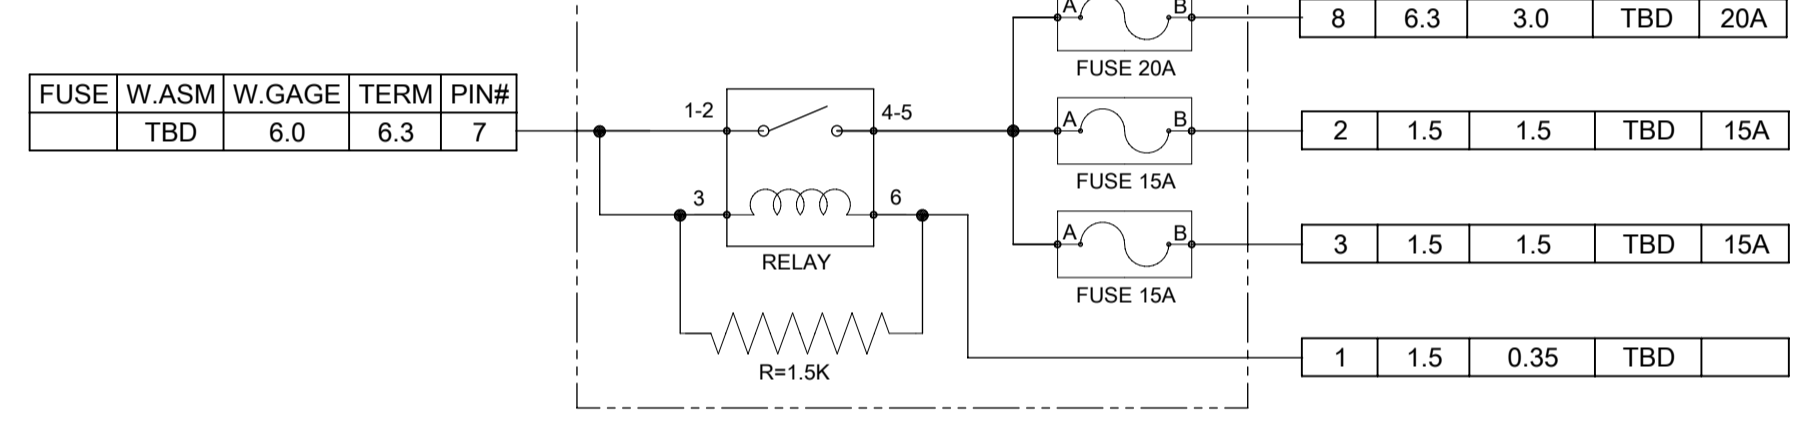 A B
8 6.3 3.0 TBD 20A
FUSE 20A
FUSE W.ASM W.GAGE TERM PIN#
TBD 6.0 6.3 7
1-2
4-5
A B
2 1.5 1.5 TBD 15A
FUSE 15A
3
6
RELAY
A B
3 1.5 1.5 TBD 15A
FUSE 15A
R=1.5K
1 1.5 0.35 TBD